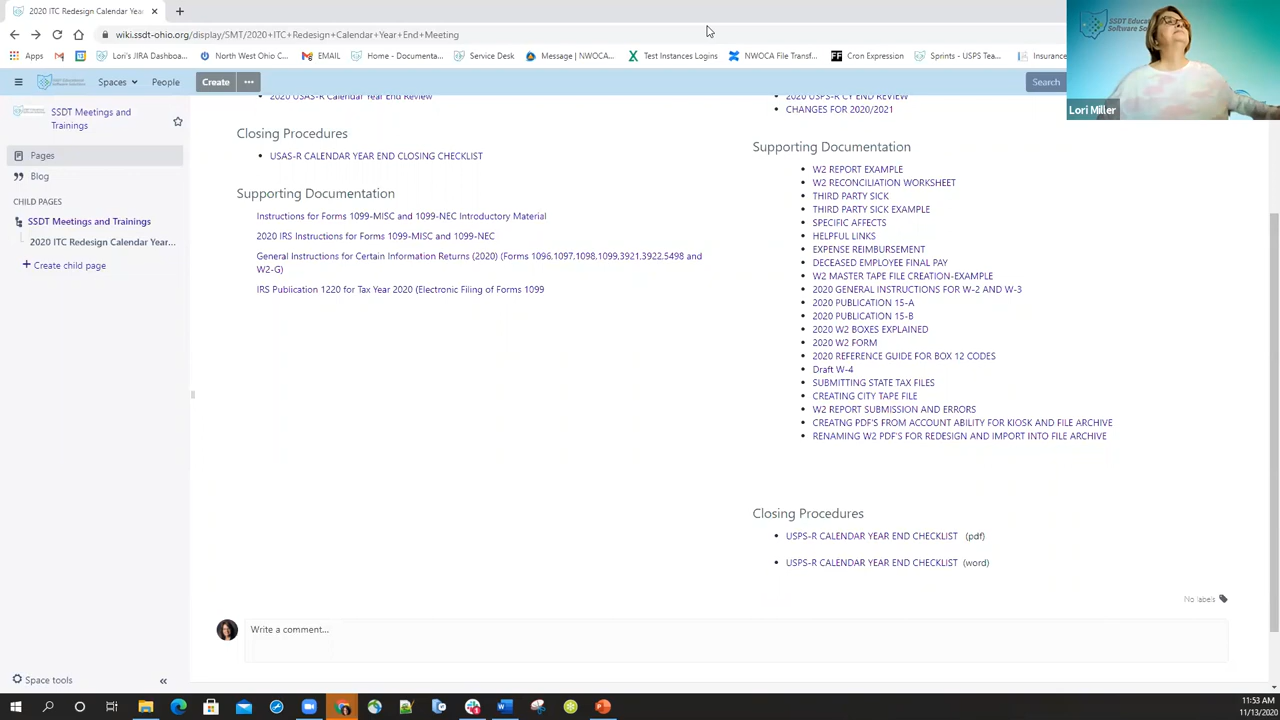 2020 ITC Redesign Calendar Yea
wiki.ssdt-ohio.org/display/SMT/2020+ITC+Redesign+Calendar+Year+End+Meeting
Apps
Lori's JIRA Dashboa...
North West Ohio C...
EMAIL
Home - Documenta...
Service Desk
Message | NWOCA...
Test Instances Logins
NWOCA File Transf...
Cron Expression
Sprints - USPS Tea...
Insurance
SSDT Educa
Software So
Lori Miller
Spaces
People
Create
Search
SSDT Meetings and
Trainings
Pages
Blog
CHILD PAGES
SSDT Meetings and Trainings
2020 ITC Redesign Calendar Year...
+ Create child page
Space tools
2020 USAS-R Calendar Year End Review
Closing Procedures
USAS-R CALENDAR YEAR END CLOSING CHECKLIST
Supporting Documentation
Instructions for Forms 1099-MISC and 1099-NEC Introductory Material
2020 IRS Instructions for Forms 1099-MISC and 1099-NEC
General Instructions for Certain Information Returns (2020) (Forms 1096,1097,1098,1099,3921,3922,5498 and
W2-G)
IRS Publication 1220 for Tax Year 2020 (Electronic Filing of Forms 1099
2020 USPS-R CY END REVIEW
CHANGES FOR 2020/2021
Supporting Documentation
W2 REPORT EXAMPLE
W2 RECONCILIATION WORKSHEET
THIRD PARTY SICK
THIRD PARTY SICK EXAMPLE
SPECIFIC AFFECTS
HELPFUL LINKS
EXPENSE REIMBURSEMENT
DECEASED EMPLOYEE FINAL PAY
W2 MASTER TAPE FILE CREATION-EXAMPLE
2020 GENERAL INSTRUCTIONS FOR W-2 AND W-3
2020 PUBLICATION 15-A
2020 PUBLICATION 15-B
2020 W2 BOXES EXPLAINED
2020 W2 FORM
2020 REFERENCE GUIDE FOR BOX 12 CODES
Draft W-4
SUBMITTING STATE TAX FILES
CREATING CITY TAPE FILE
W2 REPORT SUBMISSION AND ERRORS
CREATNG PDF'S FROM ACCOUNT ABILITY FOR KIOSK AND FILE ARCHIVE
RENAMING W2 PDF'S FOR REDESIGN AND IMPORT INTO FILE ARCHIVE
Closing Procedures
USPS-R CALENDAR YEAR END CHECKLIST (pdf)
USPS-R CALENDAR YEAR END CHECKLIST (word)
No labels
Write a comment...
11:53 AM
11/13/2020